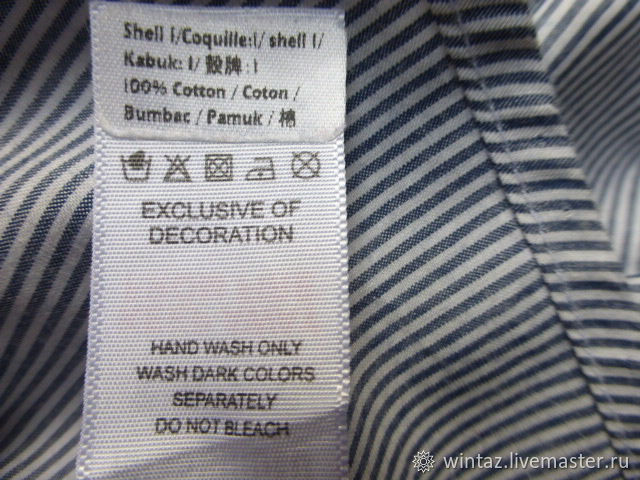 Shell I/Coquille:I/ shell I/
Kabuk: I/ 殼牌 : I
100% Cotton / Coton /
Bumbac / Pamuk / 棉
EXCLUSIVE OF
DECORATION
HAND WASH ONLY
WASH DARK COLORS
SEPARATELY
DO NOT BLEACH
wintaz.livemaster.ru